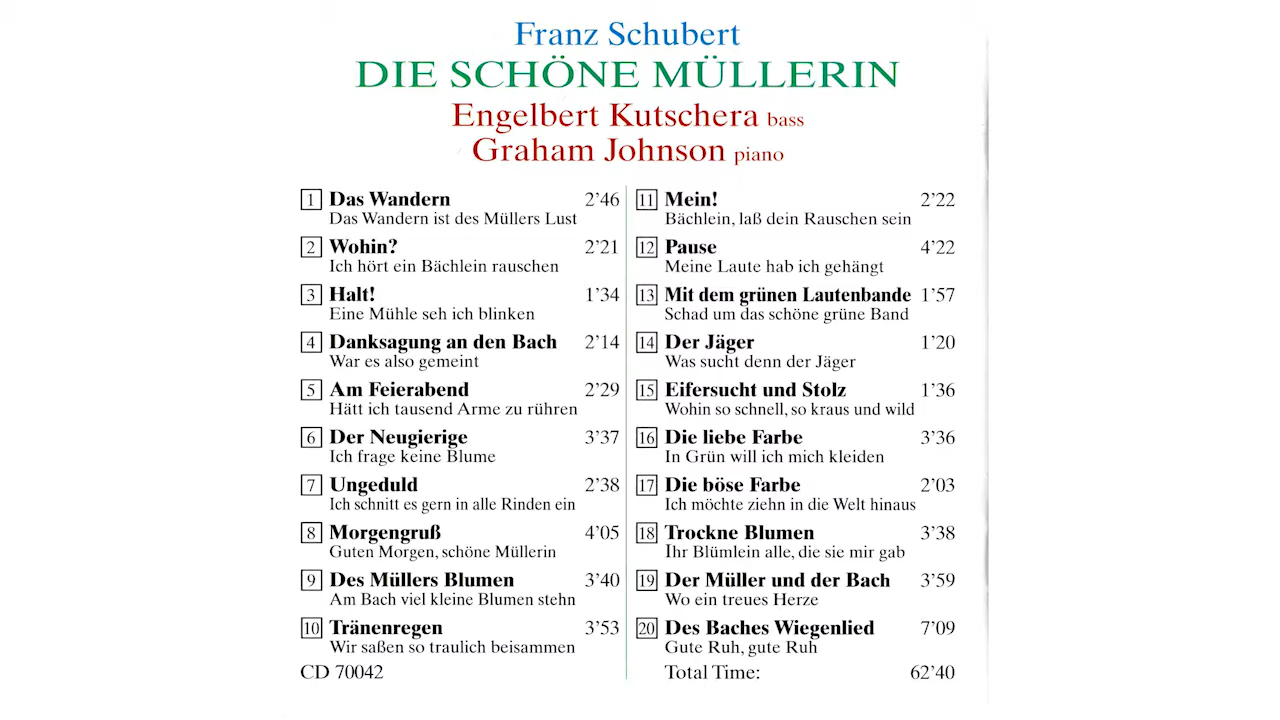 Franz Schubert
DIE SCHÖNE MÜLLERIN
Engelbert Kutschera bass
Graham Johnson piano
1 Das Wandern 2’46
Das Wandern ist des Müllers Lust
2 Wohin? 2’21
Ich hört ein Bächlein rauschen
3 Halt! 1’34
Eine Mühle seh ich blinken
4 Danksagung an den Bach 2’14
War es also gemeint
5 Am Feierabend 2’29
Hätt ich tausend Arme zu rühren
6 Der Neugierige 3’37
Ich frage keine Blume
7 Ungeduld 2’38
Ich schnitt es gern in alle Rinden ein
8 Morgengruß 4’05
Guten Morgen, schöne Müllerin
9 Des Müllers Blumen 3’40
Am Bach viel kleine Blumen stehn
10 Tränenregen 3’53
Wir saßen so traulich beisammen
CD 70042
11 Mein! 2’22
Bächlein, laß dein Rauschen sein
12 Pause 4’22
Meine Laute hab ich gehängt
13 Mit dem grünen Lautenbande 1’57
Schad um das schöne grüne Band
14 Der Jäger 1’20
Was sucht denn der Jäger
15 Eifersucht und Stolz 1’36
Wohin so schnell, so kraus und wild
16 Die liebe Farbe 3’36
In Grün will ich mich kleiden
17 Die böse Farbe 2’03
Ich möchte ziehn in die Welt hinaus
18 Trockne Blumen 3’38
Ihr Blümlein alle, die sie mir gab
19 Der Müller und der Bach 3’59
Wo ein treues Herze
20 Des Baches Wiegenlied 7’09
Gute Ruh, gute Ruh
Total Time: 62’40